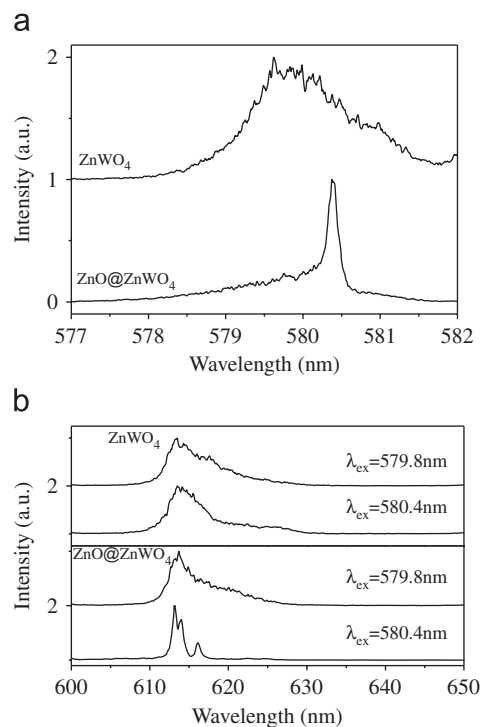 a
2
ZnWO₄
1
ZnO@ZnWO₄
0
Intensity (a.u.)
577 578 579 580 581 582
Wavelength (nm)
b
ZnWO₄
λex=579.8nm
2
λex=580.4nm
ZnO@ZnWO₄
λex=579.8nm
2
λex=580.4nm
Intensity (a.u.)
600 610 620 630 640 650
Wavelength (nm)